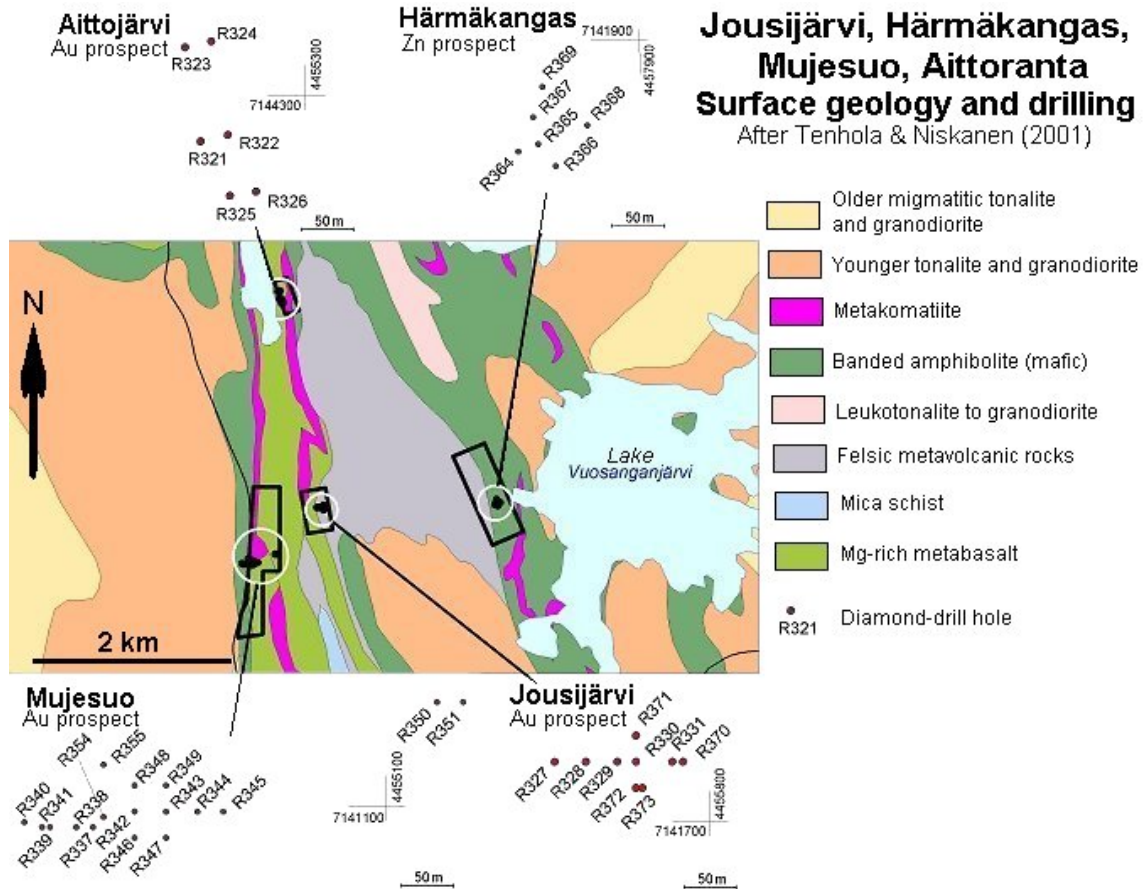 Aittojärvi
Au prospect
R324
R323
4455300
7144300
R322
R321
R326
R325
50 m
Härmäkangas
Zn prospect
7141900
4457900
R369
R367
R368
R365
R364
R366
50 m
Jousijärvi, Härmäkangas,
Mujesuo, Aittoranta
Surface geology and drilling
After Tenhola & Niskanen (2001)
Older migmatitic tonalite
and granodiorite
Younger tonalite and granodiorite
Metakomatiite
Banded amphibolite (mafic)
Leukotonalite to granodiorite
Felsic metavolcanic rocks
Mica schist
Mg-rich metabasalt
R321
Diamond-drill hole
N
Lake
Vuosanganjärvi
2 km
Mujesuo
Au prospect
R354
R355
R340
R341
R348
R349
R338
R343
R344
R345
R339
R337
R342
R346
R347
R350
R351
4455100
7141100
50 m
Jousijärvi
Au prospect
R371
R330
R331
R370
R327
R328
R329
R372
R373
4455800
7141700
50 m